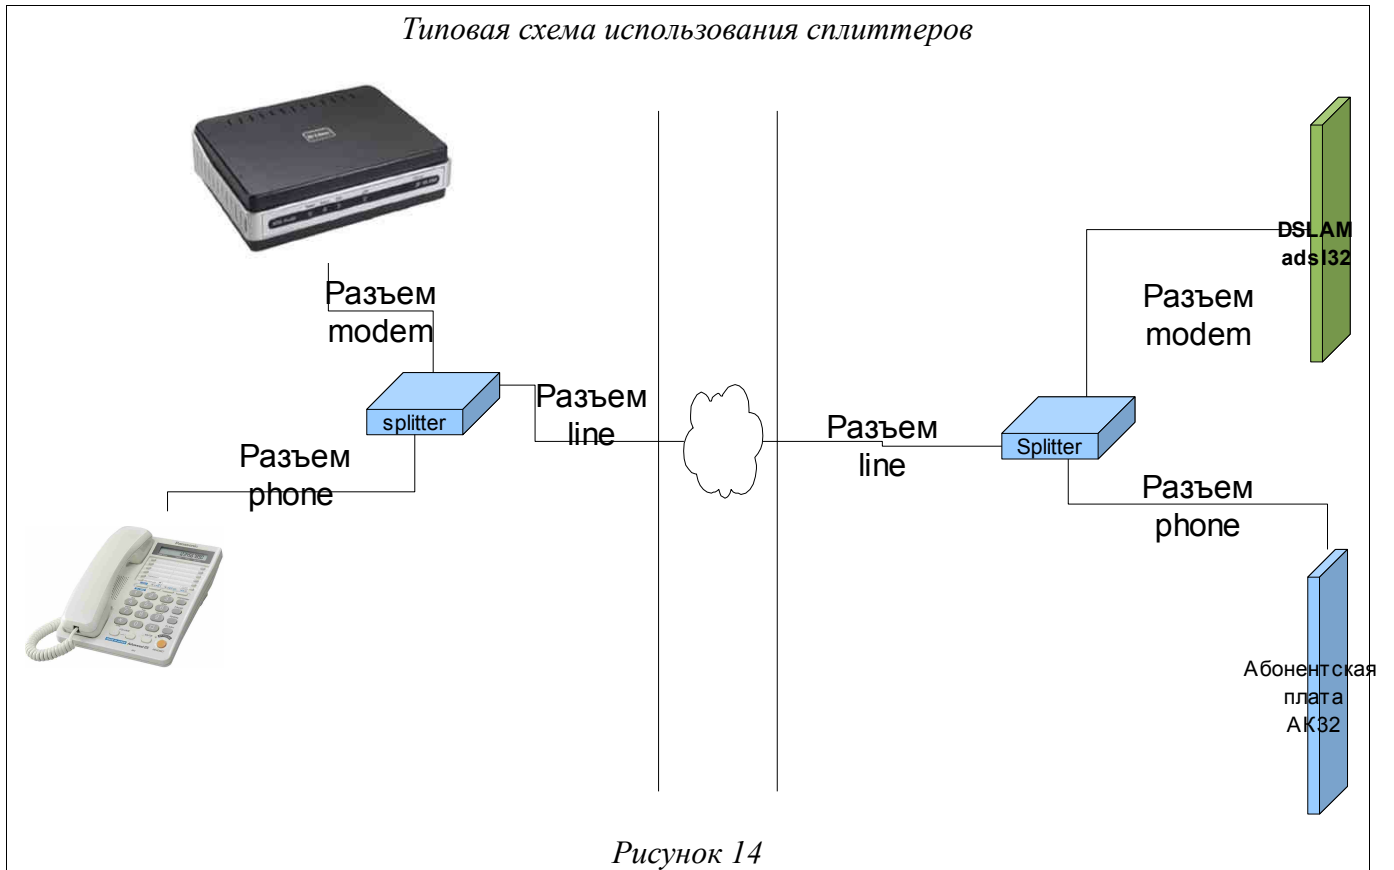 Типовая схема использования сплиттеров
Разъем
modem
splitter
Разъем
phone
Разъем
line
Разъем
line
Splitter
Разъем
modem
DSLAM
adsl32
Разъем
phone
Абонентская
плата
АК32
Рисунок 14